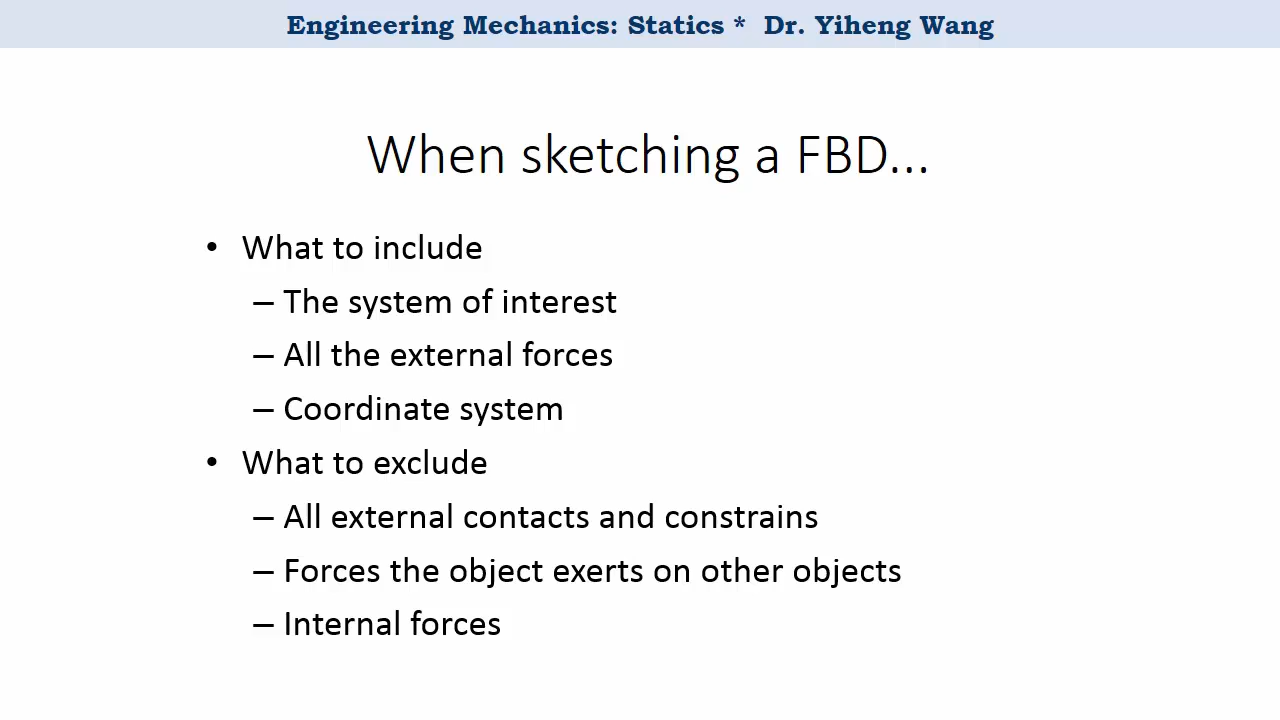 Engineering Mechanics: Statics * Dr. Yiheng Wang
When sketching a FBD...
• What to include
– The system of interest
– All the external forces
– Coordinate system
• What to exclude
– All external contacts and constrains
– Forces the object exerts on other objects
– Internal forces